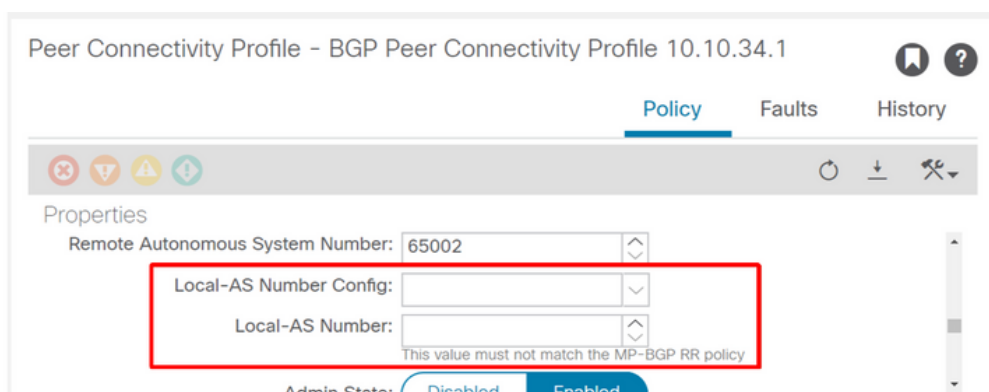 Peer Connectivity Profile - BGP Peer Connectivity Profile 10.10.34.1
Policy Faults History
Properties
Remote Autonomous System Number: 65002
Local-AS Number Config:
Local-AS Number:
This value must not match the MP-BGP RR policy
Admin State: Disabled Enabled